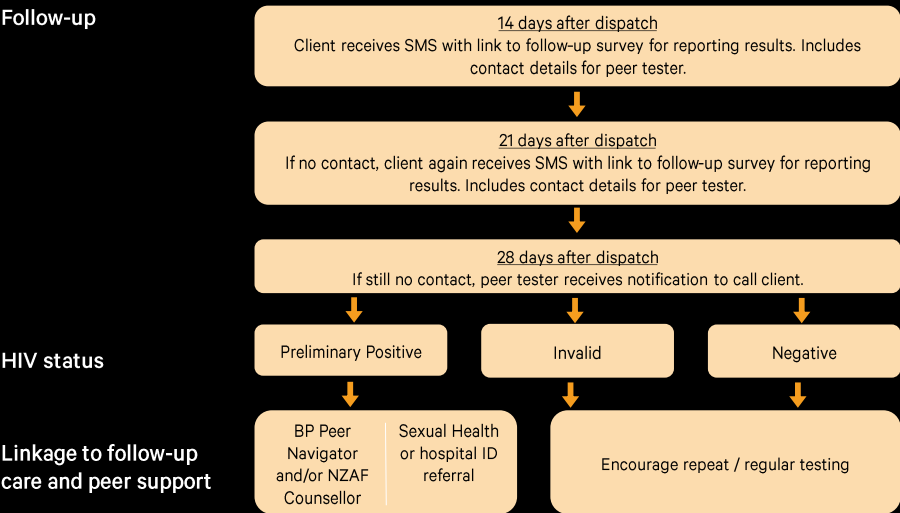 Follow-up
14 days after dispatch
Client receives SMS with link to follow-up survey for reporting results. Includes
contact details for peer tester.
21 days after dispatch
If no contact, client again receives SMS with link to follow-up survey for reporting
results. Includes contact details for peer tester.
28 days after dispatch
If still no contact, peer tester receives notification to call client.
HIV status
Preliminary Positive
Invalid
Negative
Linkage to follow-up
care and peer support
BP Peer
Navigator
and/or NZAF
Counsellor
Sexual Health
or hospital ID
referral
Encourage repeat / regular testing